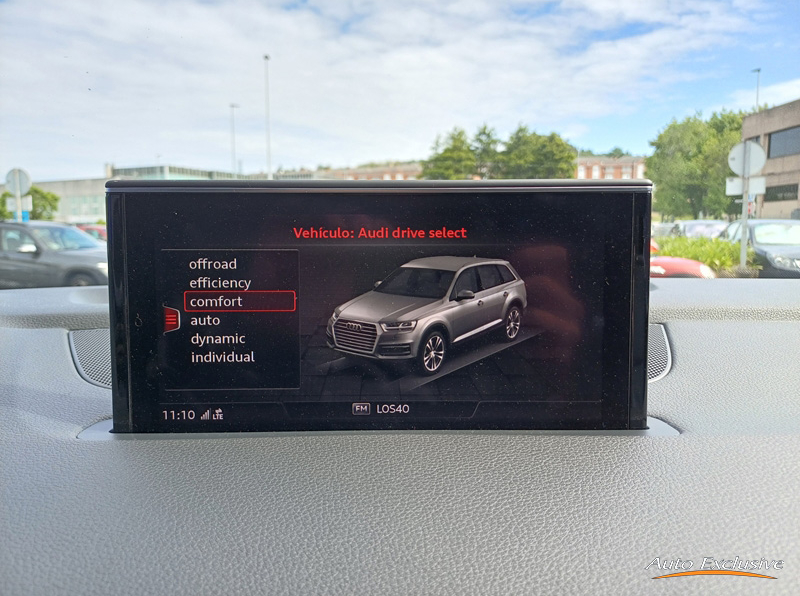 Vehículo: Audi drive select
offroad
efficiency
comfort
auto
dynamic
individual
11:10 LTE FM LOS40
Auto Exclusive